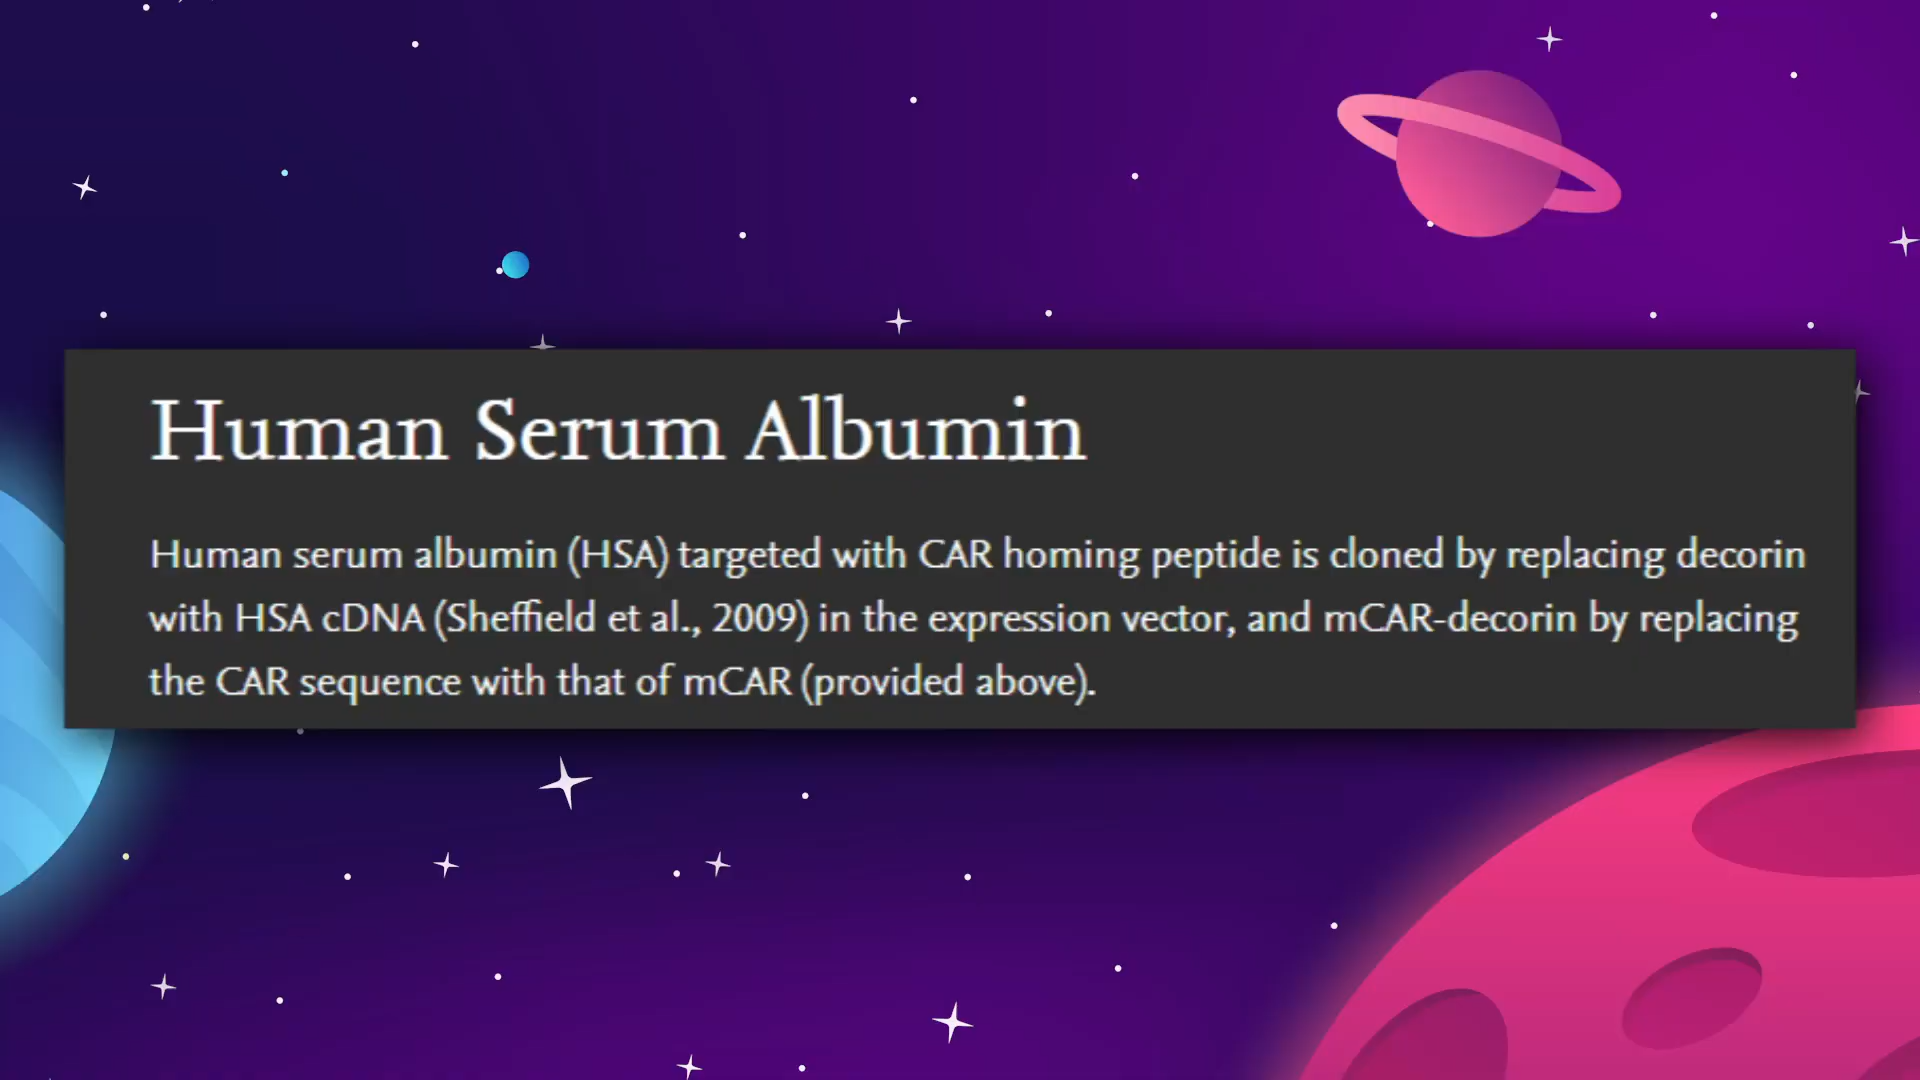 Human Serum Albumin
Human serum albumin (HSA) targeted with CAR homing peptide is cloned by replacing decorin
with HSA cDNA (Sheffield et al., 2009) in the expression vector, and mCAR-decorin by replacing
the CAR sequence with that of mCAR (provided above).